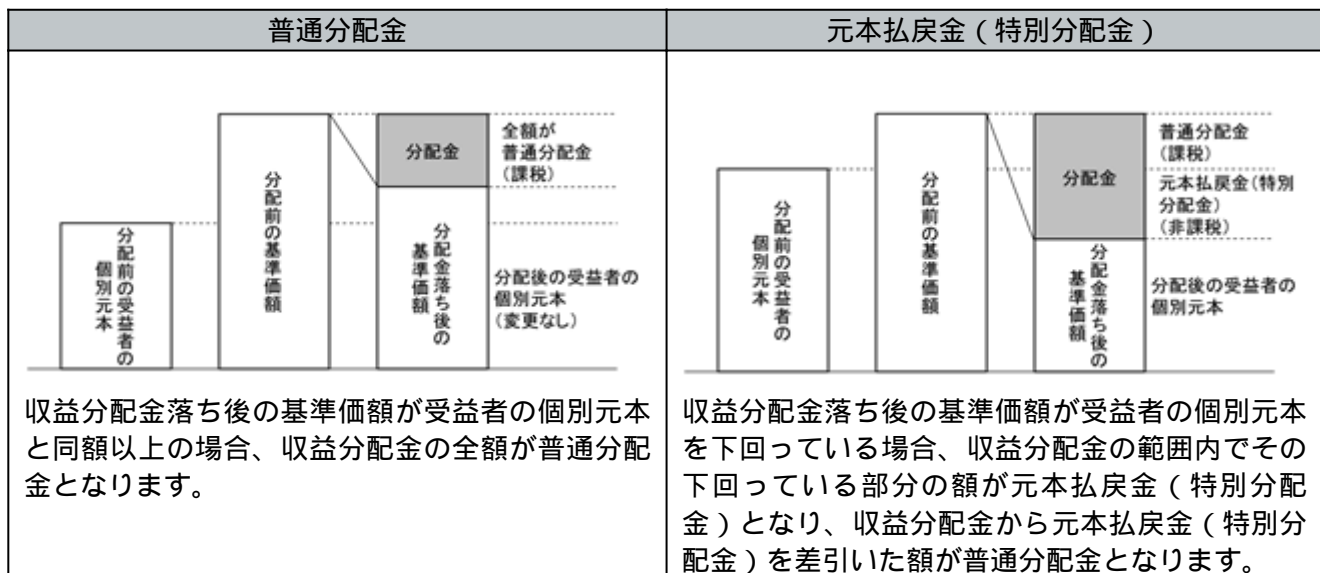 普通分配金
分配前の受益者の
個別元本
分配前の基準価額
分配金
分配金落ち後の
基準価額
全額が
普通分配金
(課税)
分配後の受益者の
個別元本
(変更なし)
収益分配金落ち後の基準価額が受益者の個別元本
と同額以上の場合、収益分配金の全額が普通分配
金となります。
元本払戻金(特別分配金)
分配前の受益者の
個別元本
分配前の基準価額
分配金
分配金落ち後の
基準価額
普通分配金
(課税)
元本払戻金(特別
分配金)
(非課税)
分配後の受益者の
個別元本
収益分配金落ち後の基準価額が受益者の個別元本
を下回っている場合、収益分配金の範囲内でその
下回っている部分の額が元本払戻金(特別分配
金)となり、収益分配金から元本払戻金(特別分
配金)を差引いた額が普通分配金となります。